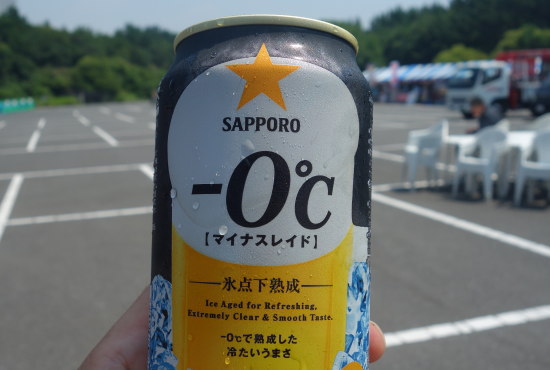 SAPPORO
-0℃
【マイナスレイド】
氷点下熟成
Ice Aged for Refreshing,
Extremely Clear & Smooth Taste.
-0℃で熟成した
冷たいうまさ